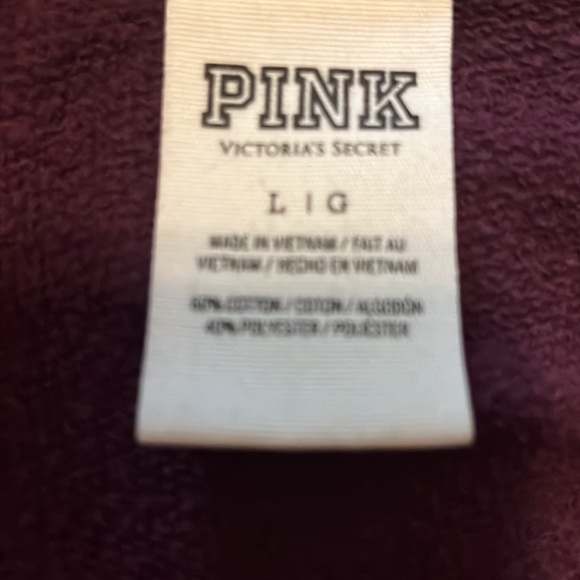 PINK
VICTORIA'S SECRET
L | G
MADE IN VIETNAM / FAIT AU
VIETNAM / HECHO EN VIETNAM
60% COTTON / COTON / ALGODÓN
40% POLYESTER / POLIÉSTER